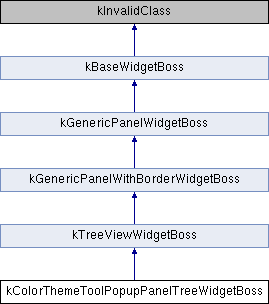 kInvalidClass
kBaseWidgetBoss
kGenericPanelWidgetBoss
kGenericPanelWithBorderWidgetBoss
kTreeViewWidgetBoss
kColorThemeToolPopupPanelTreeWidgetBoss